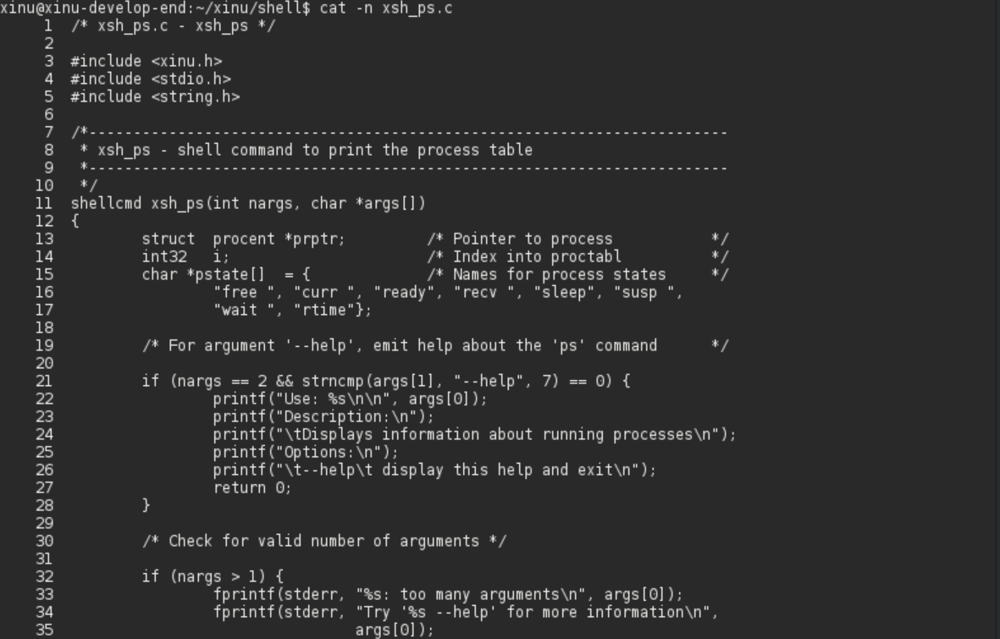 xinu@xinu-develop-end:~/xinu/shell$ cat -n xsh_ps.c
     1  /* xsh_ps.c - xsh_ps */
     2
     3  #include <xinu.h>
     4  #include <stdio.h>
     5  #include <string.h>
     6
     7  /*------------------------------------------------------------------------
     8   * xsh_ps - shell command to print the process table
     9   *------------------------------------------------------------------------
    10   */
    11  shellcmd xsh_ps(int nargs, char *args[])
    12  {
    13          struct  procent *prptr;         /* Pointer to process           */
    14          int32   i;                      /* Index into proctabl          */
    15          char *pstate[]  = {             /* Names for process states     */
    16                  "free ", "curr ", "ready", "recv ", "sleep", "susp ",
    17                  "wait ", "rtime"};
    18
    19          /* For argument '--help', emit help about the 'ps' command      */
    20
    21          if (nargs == 2 && strncmp(args[1], "--help", 7) == 0) {
    22                  printf("Use: %s\n\n", args[0]);
    23                  printf("Description:\n");
    24                  printf("\tDisplays information about running processes\n");
    25                  printf("Options:\n");
    26                  printf("\t--help\t display this help and exit\n");
    27                  return 0;
    28          }
    29
    30          /* Check for valid number of arguments */
    31
    32          if (nargs > 1) {
    33                  fprintf(stderr, "%s: too many arguments\n", args[0]);
    34                  fprintf(stderr, "Try '%s --help' for more information\n",
    35                                  args[0]);